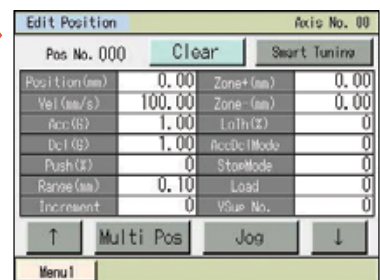 Edit Position Axis No. 00
Pos No. 000 Clear Smart Tuning
Position(mm) 0.00 Zone+(mm) 0.00
Vel(mm/s) 100.00 Zone-(mm) 0.00
Acc(G) 1.00 LoTh(%) 0
Dcl(G) 1.00 AccDclMode 0
Push(%) 0 StopMode 0
Range(mm) 0.10 Load 0
Increment 0 VSup No. 0
↑ Multi Pos Jog ↓
Menu1